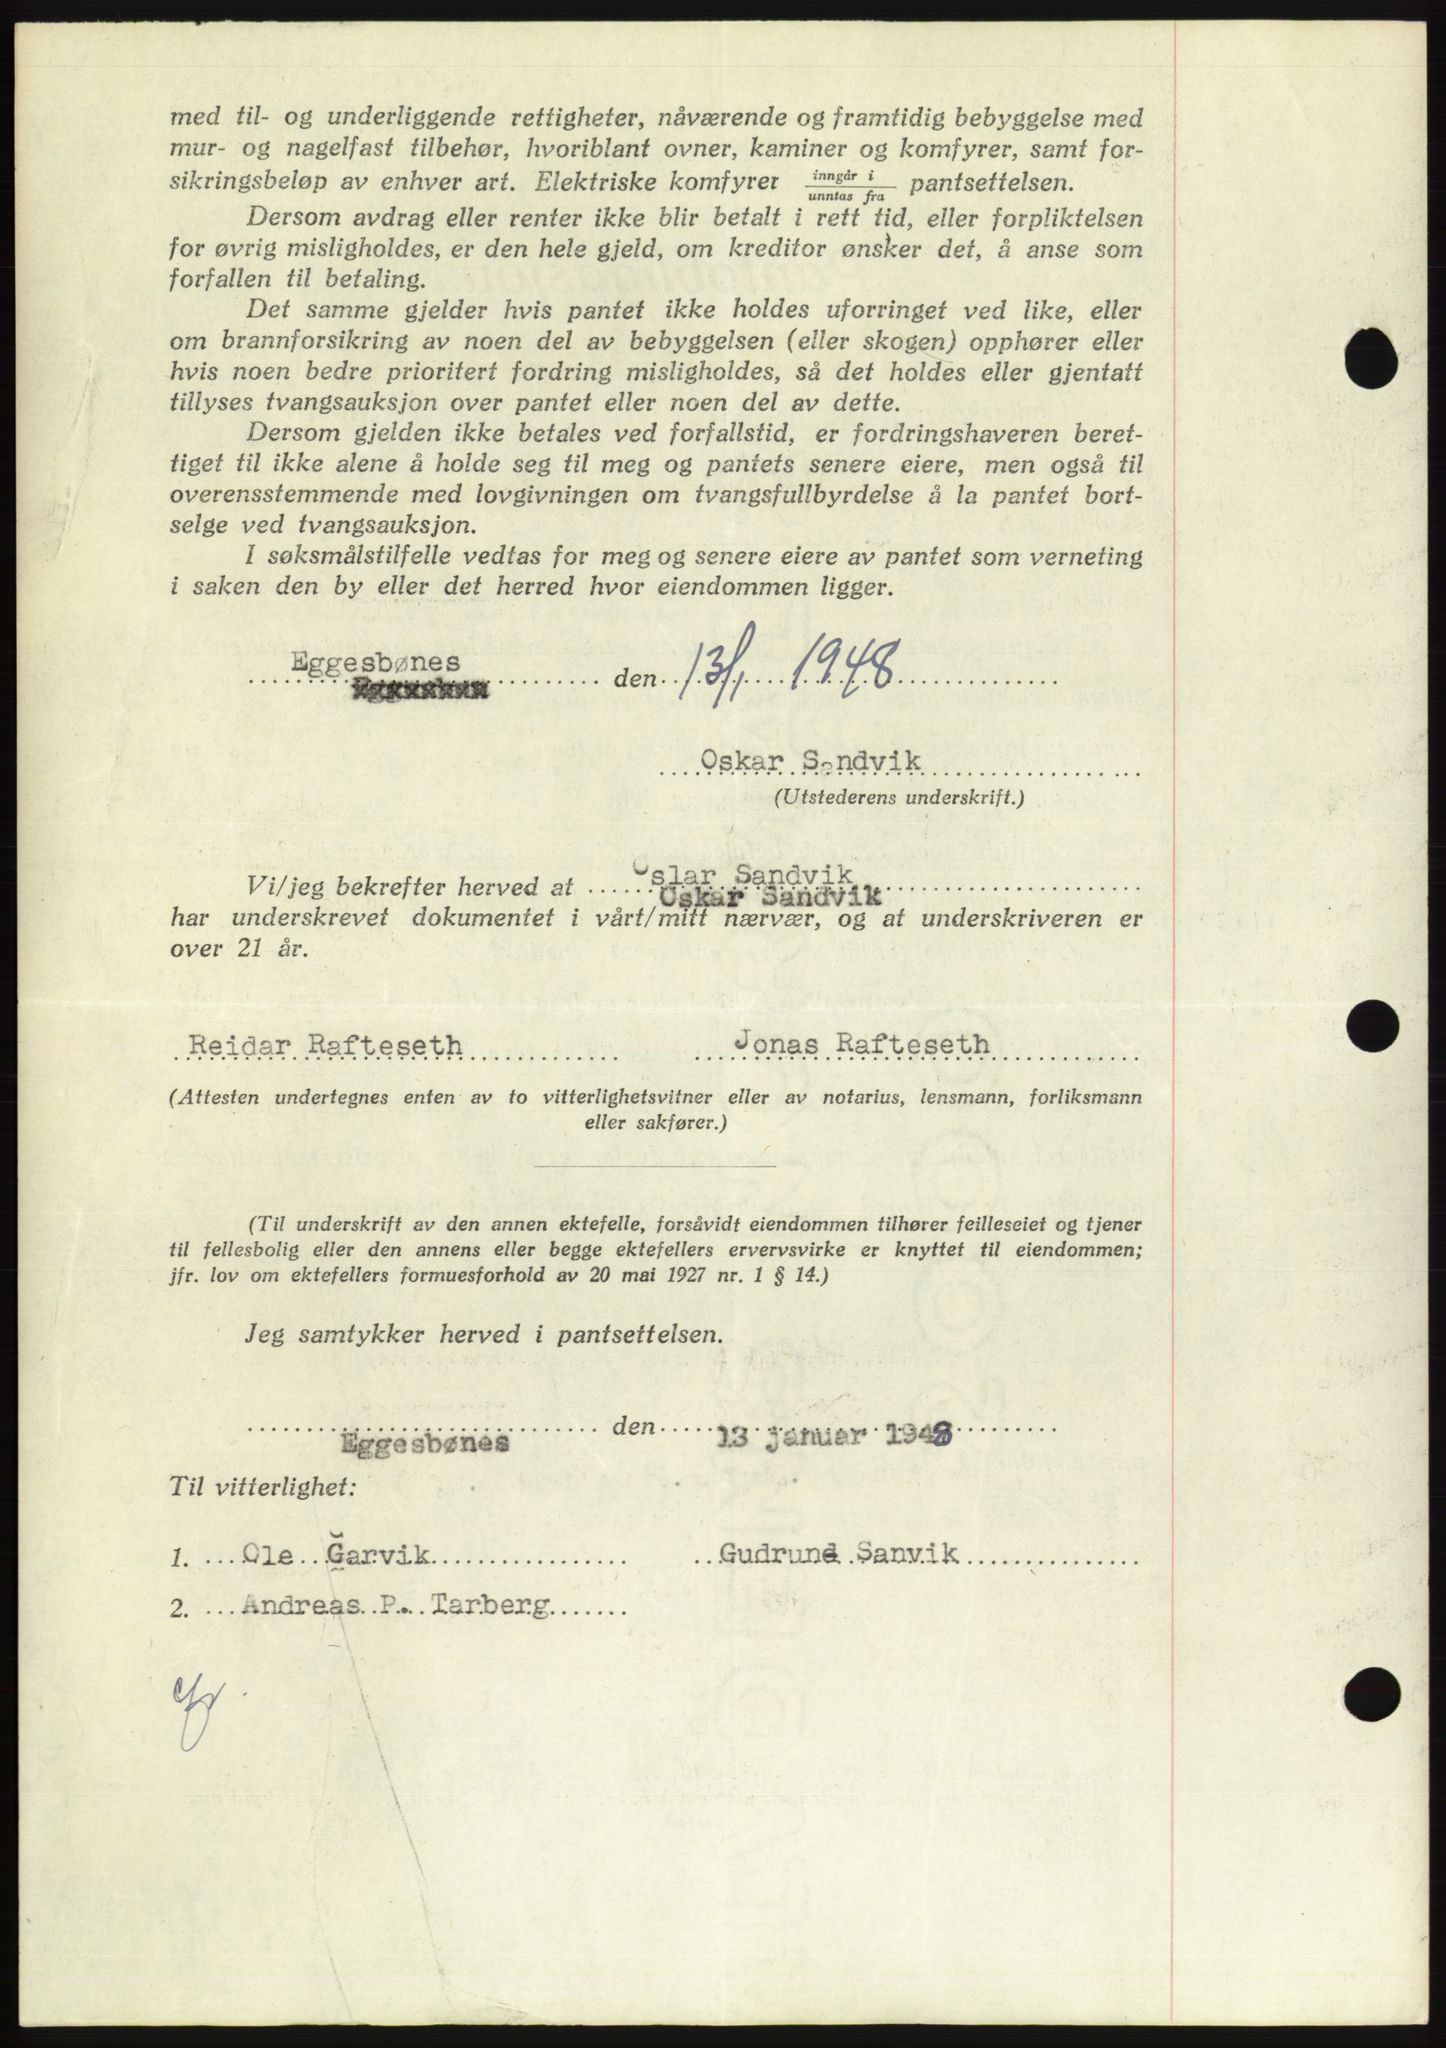 med til- og underliggende rettigheter, nåværende og framtidig bebyggelse med
mur- og nagelfast tilbehør, hvoriblant ovner, kaminer og komfyrer, samt for-
sikringsbeløp av enhver art. Elektriske komfyrer inngår i / unntas fra pantsettelsen.
Dersom avdrag eller renter ikke blir betalt i rett tid, eller forpliktelsen
for øvrig misligholdes, er den hele gjeld, om kreditor ønsker det, å anse som
forfallen til betaling.
Det samme gjelder hvis pantet ikke holdes uforringet ved like, eller
om brannforsikring av noen del av bebyggelsen (eller skogen) opphører eller
hvis noen bedre prioritert fordring misligholdes, så det holdes eller gjentatt
tillyses tvangsauksjon over pantet eller noen del av dette.
Dersom gjelden ikke betales ved forfallstid, er fordringshaveren beret-
tiget til ikke alene å holde seg til meg og pantets senere eiere, men også til
overensstemmende med lovgivningen om tvangsfullbyrdelse å la pantet bort-
selge ved tvangsauksjon.
I søksmålstilfelle vedtas for meg og senere eiere av pantet som verneting
i saken den by eller det herred hvor eiendommen ligger.
Eggesbønes den 13/1 1948
Oskar Sandvik
(Utstederens underskrift.)
Vi/jeg bekrefter herved at Oslar Sandvik
Oskar Sandvik
har underskrevet dokumentet i vårt/mitt nærvær, og at underskriveren er
over 21 år.
Reidar Rafteseth Jonas Rafteseth
(Attesten undertegnes enten av to vitterlighetsvitner eller av notarius, lensmann, forliksmann
eller sakfører.)
(Til underskrift av den annen ektefelle, forsåvidt eiendommen tilhører feilleseiet og tjener
til fellesbolig eller den annens eller begge ektefellers ervervsvirke er knyttet til eiendommen;
jfr. lov om ektefellers formuesforhold av 20 mai 1927 nr. 1 § 14.)
Jeg samtykker herved i pantsettelsen.
Eggesbønes den 13 januar 1948
Til vitterlighet:
1. Ole Garvik Gudrund Sanvik
2. Andreas P. Tarberg